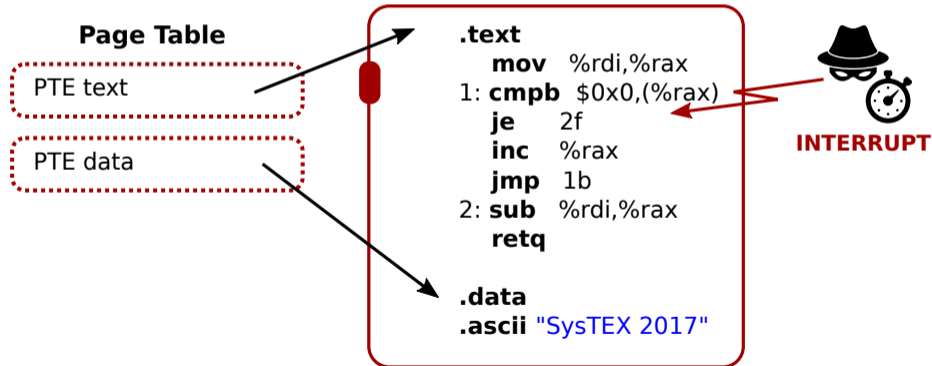 Page Table
PTE text
PTE data
.text
mov %rdi,%rax
1: cmpb $0x0,(%rax)
je 2f
inc %rax
jmp 1b
2: sub %rdi,%rax
retq
.data
.ascii "SysTEX 2017"
INTERRUPT